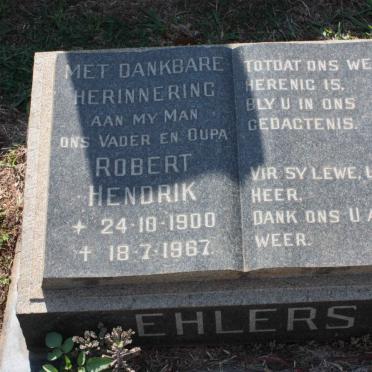 MET DANKBARE
HERINNERING
AAN MY MAN
ONS VADER EN OUPA
ROBERT
HENDRIK
24-10-1900
18-7-1967
TOTDAT ONS
HERENIG IS,
BLY U IN ONS
GEDAGTENIS.
VIR SY LEWE,
HEER.
DANK ONS U
WEER.
EHLERS